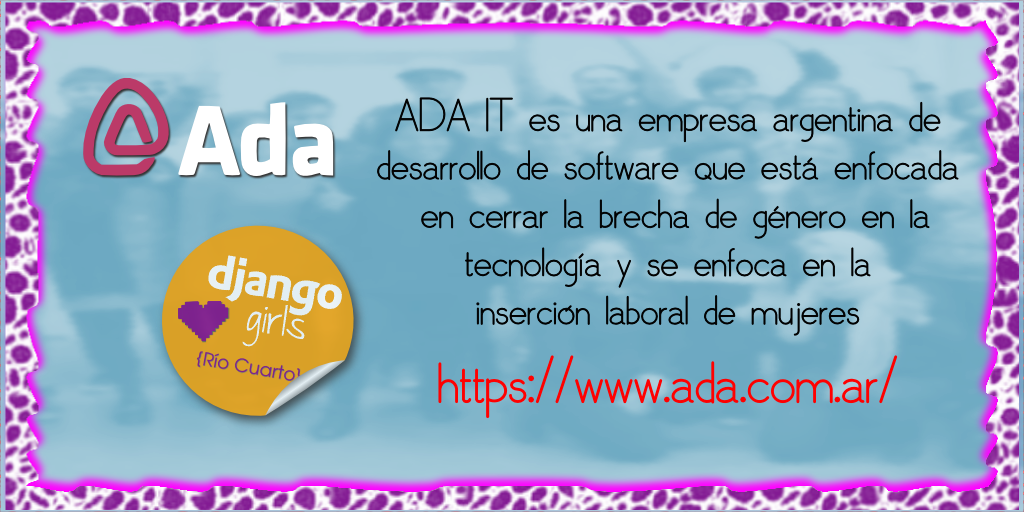 Ada
ADA IT es una empresa argentina de
desarrollo de software que está enfocada
en cerrar la brecha de género en la
tecnología y se enfoca en la
inserción laboral de mujeres
https://www.ada.com.ar/
django
girls
{Río Cuarto}